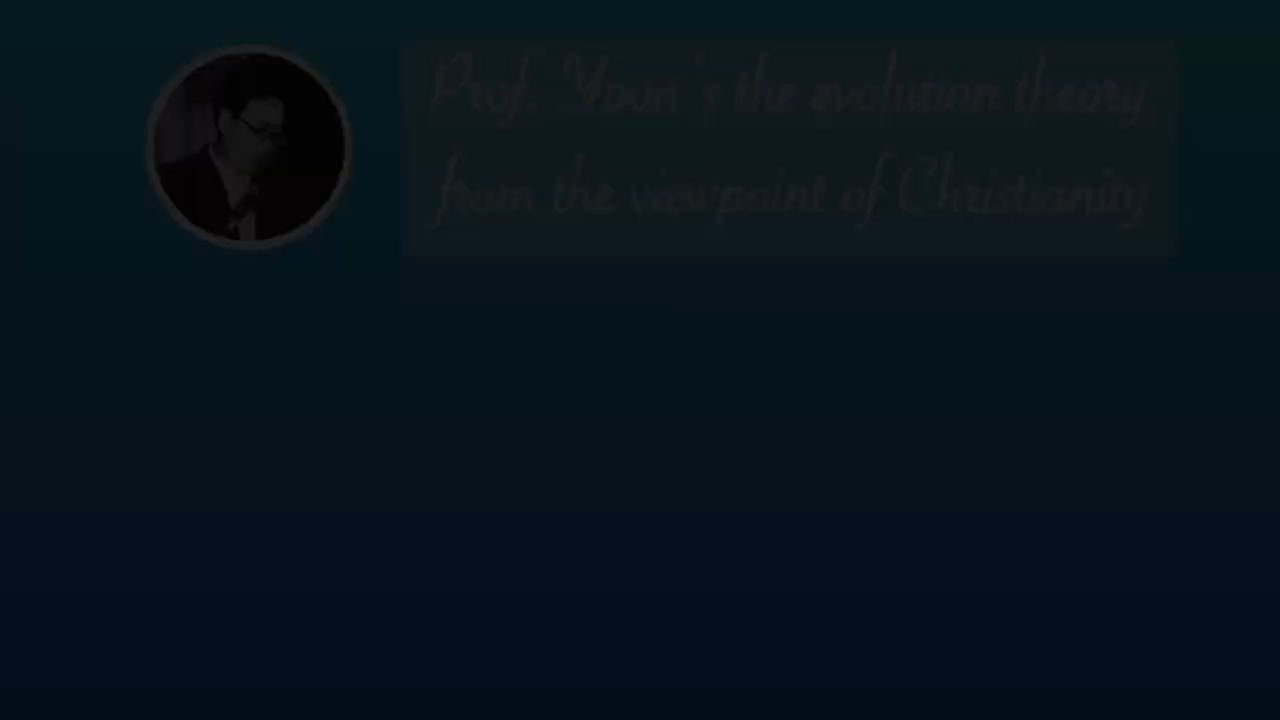 Prof. Yoon's the evolution theory
from the viewpoint of Christianity